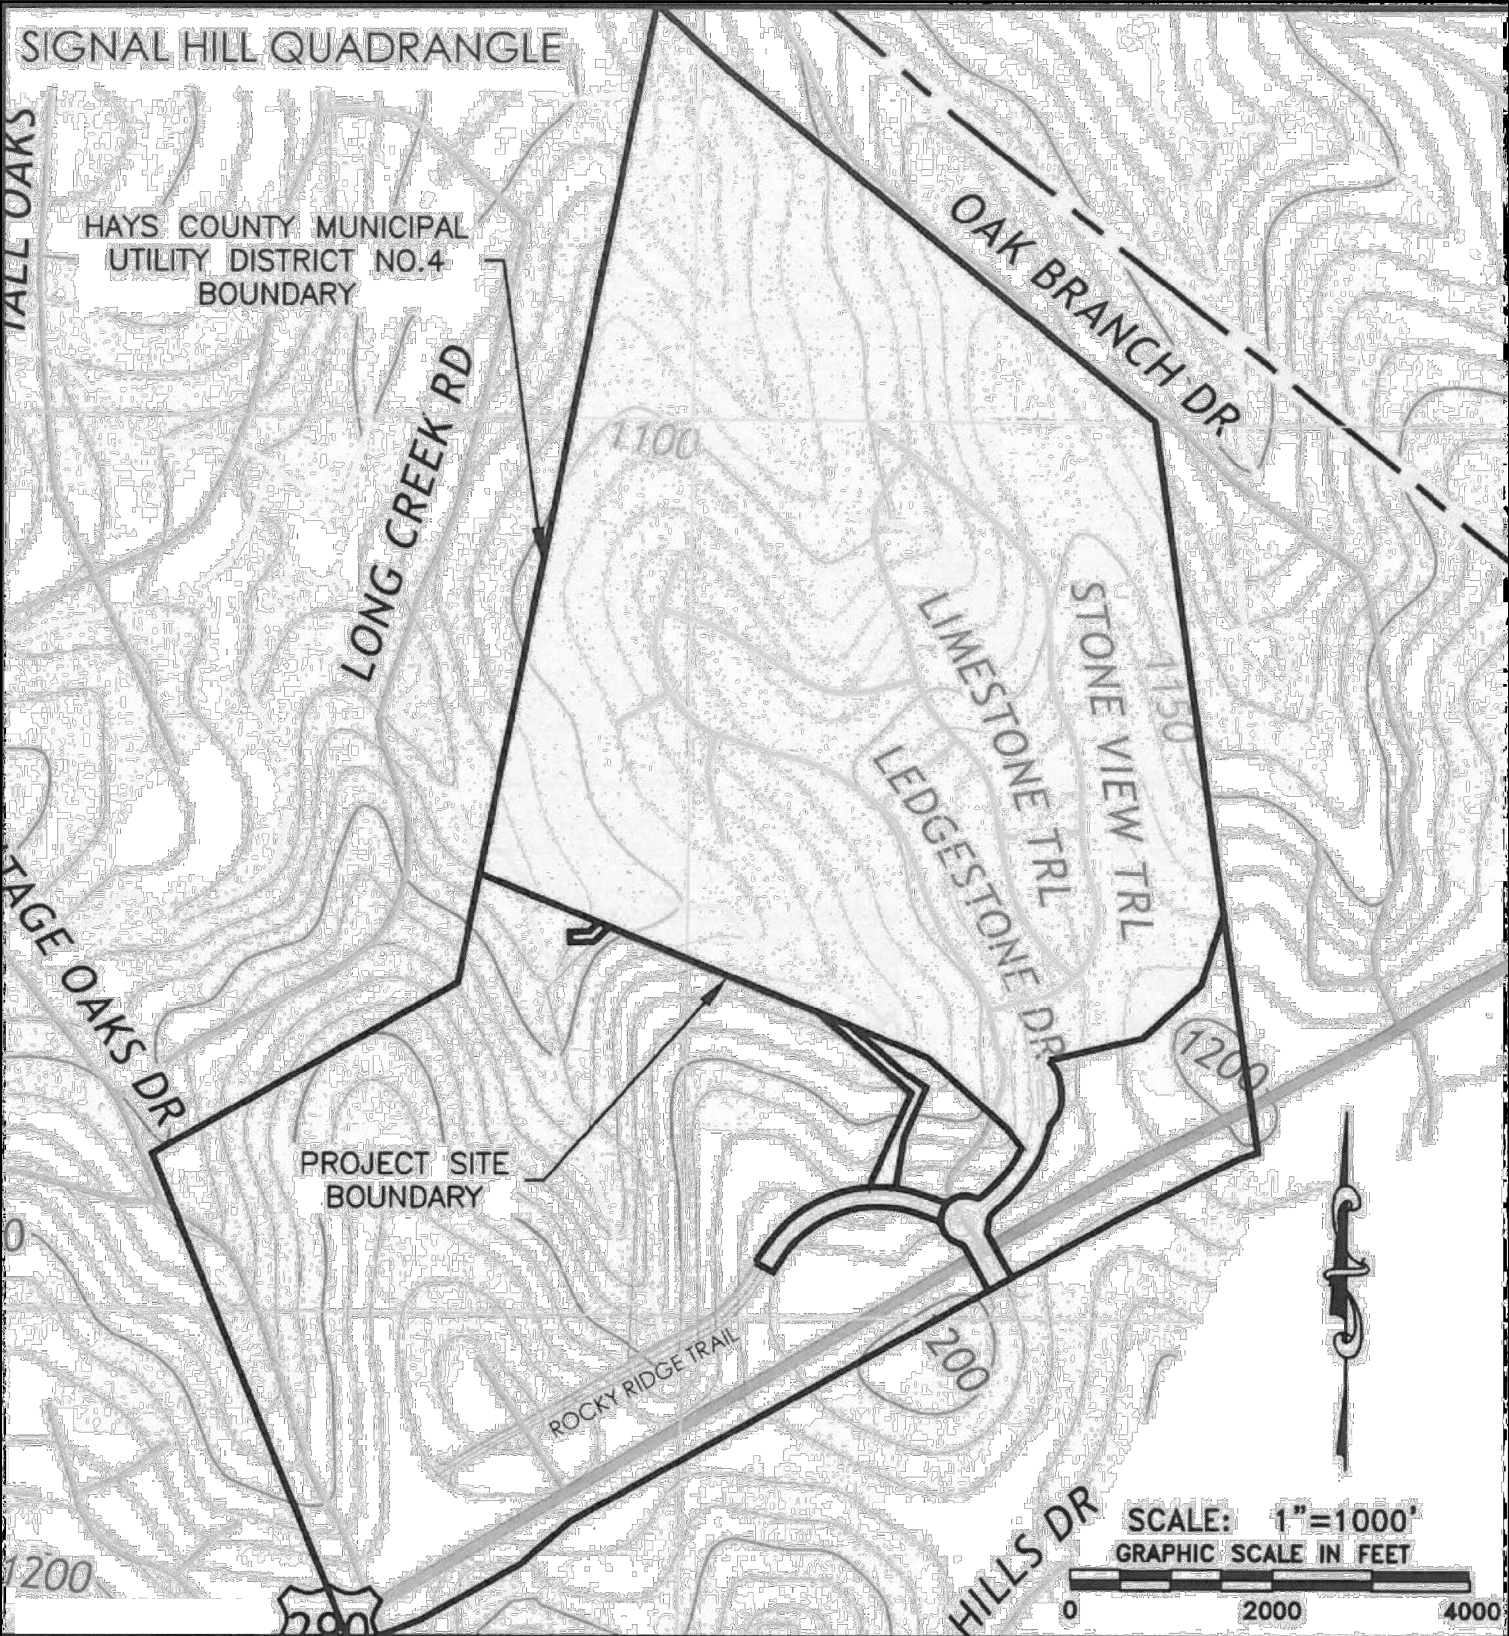 SIGNAL HILL QUADRANGLE
TALL OAKS
HAYS COUNTY MUNICIPAL
UTILITY DISTRICT NO.4
BOUNDARY
OAK BRANCH DR
LONG CREEK RD
1100
LIMESTONE TRL
STONE VIEW TRL
1150
LEDGESTONE DR
TAGE OAKS DR
1200
PROJECT SITE
BOUNDARY
0
ROCKY RIDGE TRAIL
200
HILLS DR
SCALE: 1"=1000'
GRAPHIC SCALE IN FEET
0 2000 4000
1200
290